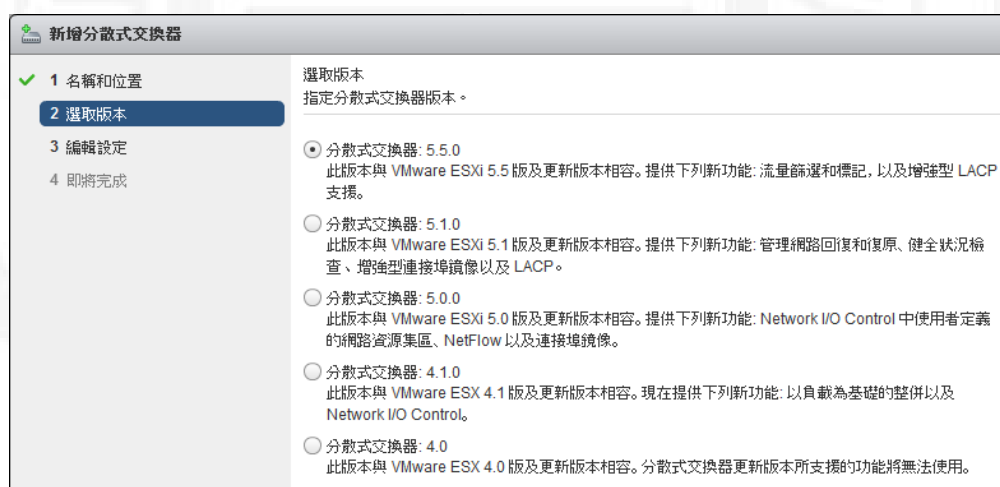 新增分散式交換器
1 名稱和位置
2 選取版本
3 編輯設定
4 即將完成
選取版本
指定分散式交換器版本。
分散式交換器: 5.5.0
此版本與 VMware ESXi 5.5 版及更新版本相容。提供下列新功能: 流量篩選和標記，以及增強型 LACP
支援。
分散式交換器: 5.1.0
此版本與 VMware ESXi 5.1 版及更新版本相容。提供下列新功能: 管理網路回復和復原、健全狀況檢
查、增強型連接埠鏡像以及 LACP。
分散式交換器: 5.0.0
此版本與 VMware ESXi 5.0 版及更新版本相容。提供下列新功能: Network I/O Control 中使用者定義
的網路資源集區、NetFlow 以及連接埠鏡像。
分散式交換器: 4.1.0
此版本與 VMware ESX 4.1 版及更新版本相容。現在提供下列新功能: 以負載為基礎的整併以及
Network I/O Control。
分散式交換器: 4.0
此版本與 VMware ESX 4.0 版及更新版本相容。分散式交換器更新版本所支援的功能將無法使用。